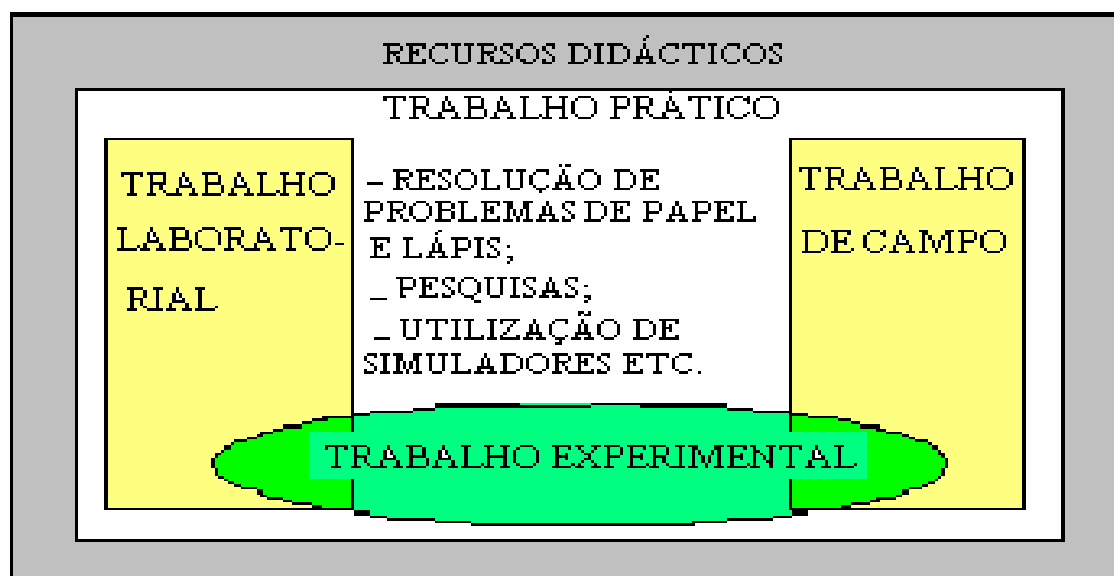 RECURSOS DIDÁCTICOS
TRABALHO PRÁTICO
TRABALHO
LABORATO-
RIAL
– RESOLUÇÃO DE
PROBLEMAS DE PAPEL
E LÁPIS;
_ PESQUISAS;
_ UTILIZAÇÃO DE
SIMULADORES ETC.
TRABALHO
DE CAMPO
TRABALHO EXPERIMENTAL